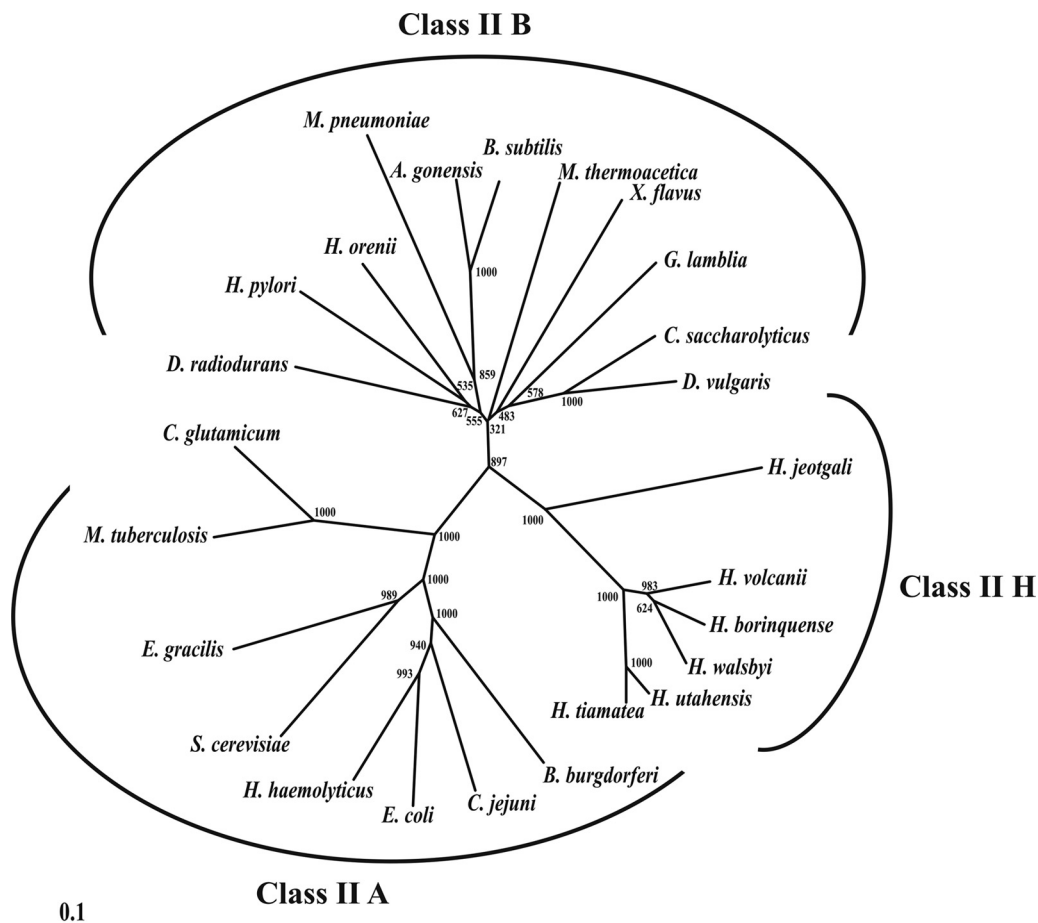 Class II B
M. pneumoniae
B. subtilis
A. gonensis
M. thermoacetica
X. flavus
H. orenii
G. lamblia
1000
H. pylori
C. saccharolyticus
D. radiodurans
859
535
D. vulgaris
578
1000
627
483
555
321
C. glutamicum
897
H. jeotgali
1000
1000
M. tuberculosis
1000
1000
H. volcanii
983
Class II H
989
1000
624
1000
H. borinquense
E. gracilis
940
993
1000
H. walsbyi
H. utahensis
H. tiamatea
S. cerevisiae
B. burgdorferi
H. haemolyticus
C. jejuni
E. coli
Class II A
0.1